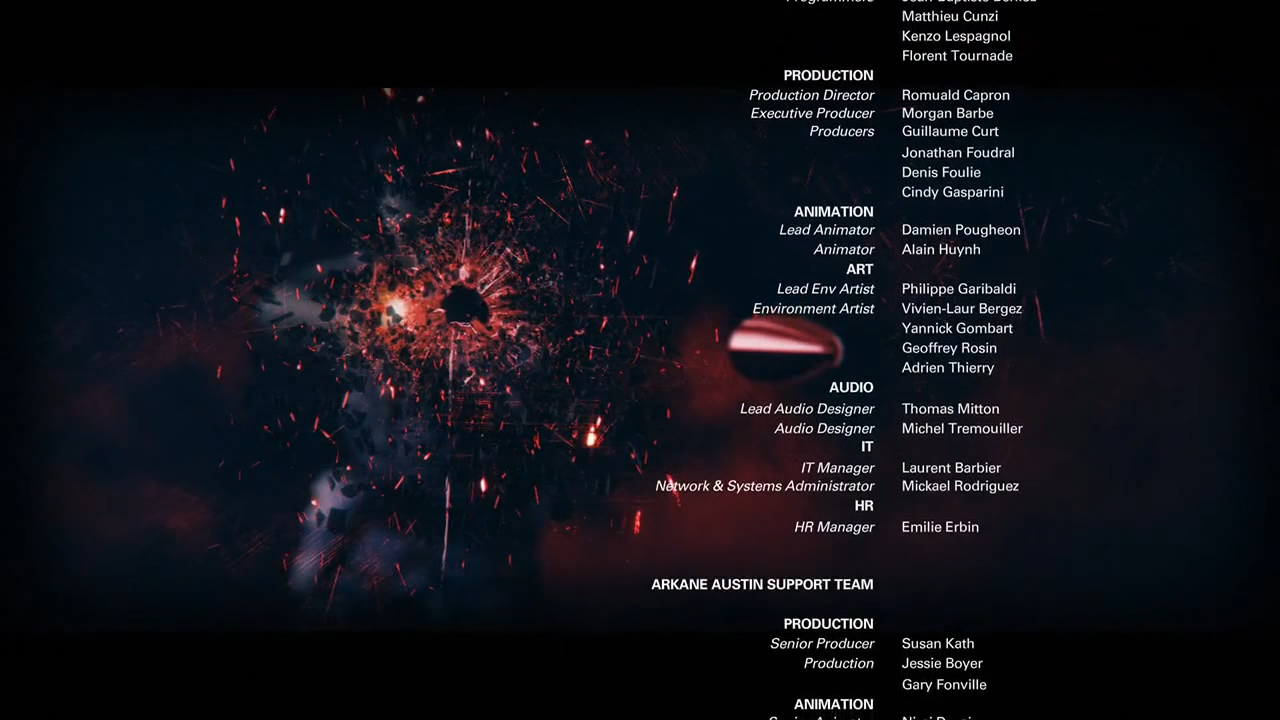 Matthieu Cunzi
Kenzo Lespagnol
Florent Tournade
PRODUCTION
Production Director Romuald Capron
Executive Producer Morgan Barbe
Producers Guillaume Curt
Jonathan Foudral
Denis Foulie
Cindy Gasparini
ANIMATION
Lead Animator Damien Pougheon
Animator Alain Huynh
ART
Lead Env Artist Philippe Garibaldi
Environment Artist Vivien-Laur Bergez
Yannick Gombart
Geoffrey Rosin
Adrien Thierry
AUDIO
Lead Audio Designer Thomas Mitton
Audio Designer Michel Tremouiller
IT
IT Manager Laurent Barbier
Network & Systems Administrator Mickael Rodriguez
HR
HR Manager Emilie Erbin
ARKANE AUSTIN SUPPORT TEAM
PRODUCTION
Senior Producer Susan Kath
Production Jessie Boyer
Gary Fonville
ANIMATION